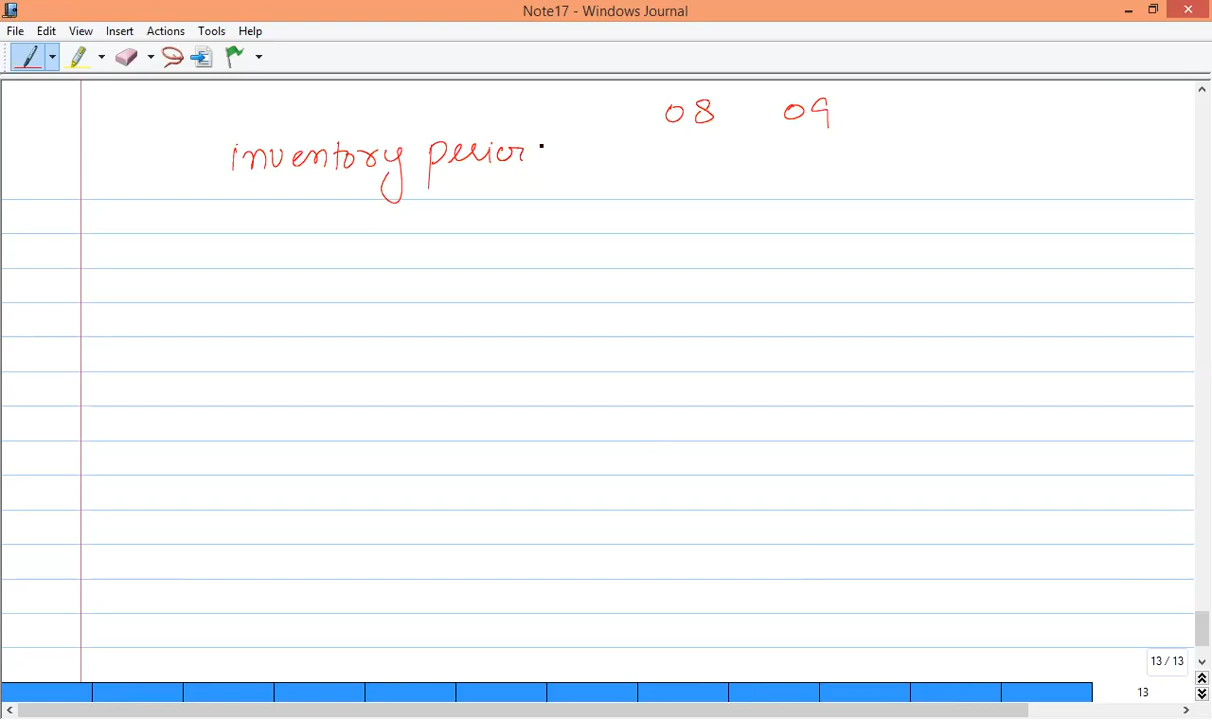 Note17 - Windows Journal
File Edit View Insert Actions Tools Help
08 09
inventory perior
13 / 13
13